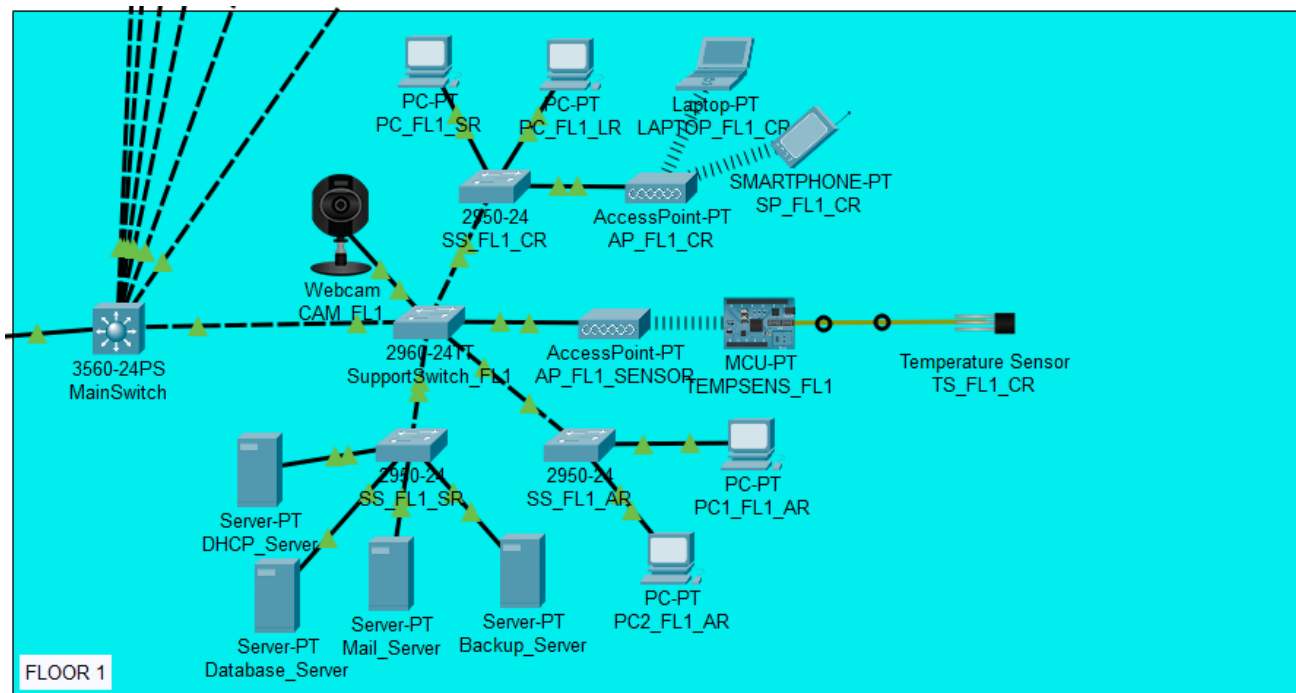 PC-PT
PC_FL1_SR
PC-PT
PC_FL1_LR
Laptop-PT
LAPTOP_FL1_CR
SMARTPHONE-PT
SP_FL1_CR
2950-24
SS_FL1_CR
AccessPoint-PT
AP_FL1_CR
Webcam
CAM_FL1
3560-24PS
MainSwitch
2960-24TT
SupportSwitch_FL1
AccessPoint-PT
AP_FL1_SENSOR
MCU-PT
TEMPSENS_FL1
Temperature Sensor
TS_FL1_CR
2950-24
SS_FL1_SR
2950-24
SS_FL1_AR
PC-PT
PC1_FL1_AR
Server-PT
DHCP_Server
PC-PT
PC2_FL1_AR
Server-PT
Database_Server
Server-PT
Mail_Server
Server-PT
Backup_Server
FLOOR 1